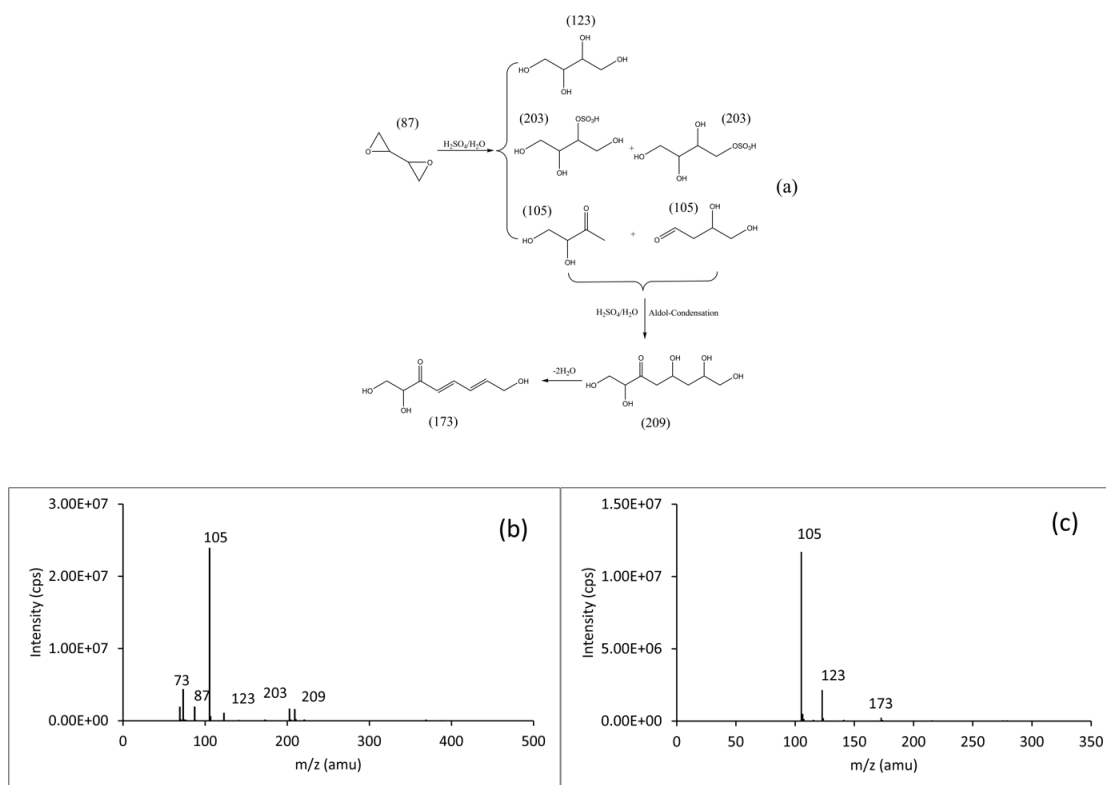 (123)
OH
HO
OH
OH
(87)
O
O
H₂SO₄/H₂O
(203)
OSO₃H
HO
OH
OH
+
(203)
OH
HO
OSO₃H
OH
(a)
(105)
O
HO
OH
+
(105)
OH
O
OH
H₂SO₄/H₂O Aldol-Condensation
O
HO
OH
OH
(173)
-2H₂O
O OH OH
HO
OH
OH
(209)
(b)
3.00E+07
2.00E+07
1.00E+07
0.00E+00
Intensity (cps)
105
73
87
123
203
209
0 100 200 300 400 500
m/z (amu)
(c)
1.50E+07
1.00E+07
5.00E+06
0.00E+00
Intensity (cps)
105
123
173
0 50 100 150 200 250 300 350
m/z (amu)